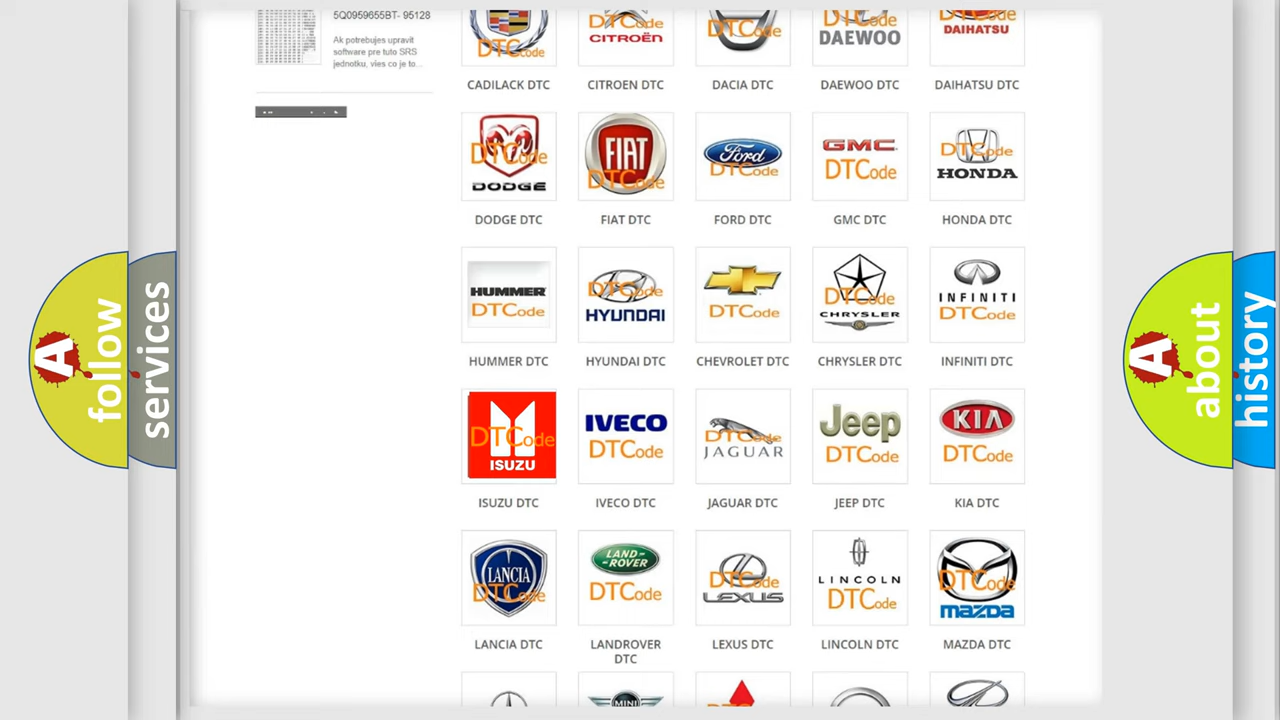 5Q0959655BT- 95128
Ak potrebujes upravit
software pre tuto SRS
jednotku, vies co je to...
DTCode
DTCode
CITROËN
DTCode
DTCode
DAEWOO
DTCode
DAIHATSU
CADILACK DTC
CITROEN DTC
DACIA DTC
DAEWOO DTC
DAIHATSU DTC
DTCode
DODGE
FIAT
DTCode
Ford
DTCode
GMC
DTCode
DTCode
HONDA
DODGE DTC
FIAT DTC
FORD DTC
GMC DTC
HONDA DTC
HUMMER
DTCode
DTCode
HYUNDAI
DTCode
DTCode
CHRYSLER
INFINITI
DTCode
HUMMER DTC
HYUNDAI DTC
CHEVROLET DTC
CHRYSLER DTC
INFINITI DTC
DTCode
ISUZU
IVECO
DTCode
DTCode
JAGUAR
Jeep
DTCode
KIA
DTCode
ISUZU DTC
IVECO DTC
JAGUAR DTC
JEEP DTC
KIA DTC
LANCIA
DTCode
LAND-
ROVER
DTCode
DTCode
LEXUS
LINCOLN
DTCode
DTCode
mazda
LANCIA DTC
LANDROVER
DTC
LEXUS DTC
LINCOLN DTC
MAZDA DTC
MINI
A
follow
services
A
about
history